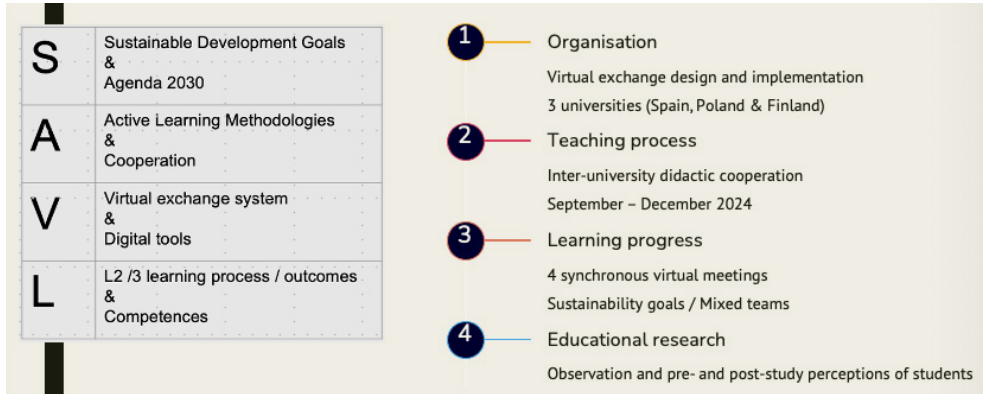 S
Sustainable Development Goals
&
Agenda 2030
A
Active Learning Methodologies
&
Cooperation
V
Virtual exchange system
&
Digital tools
L
L2 /3 learning process / outcomes
&
Competences
1
Organisation
Virtual exchange design and implementation
3 universities (Spain, Poland & Finland)
2
Teaching process
Inter-university didactic cooperation
September – December 2024
3
Learning progress
4 synchronous virtual meetings
Sustainability goals / Mixed teams
4
Educational research
Observation and pre- and post-study perceptions of students